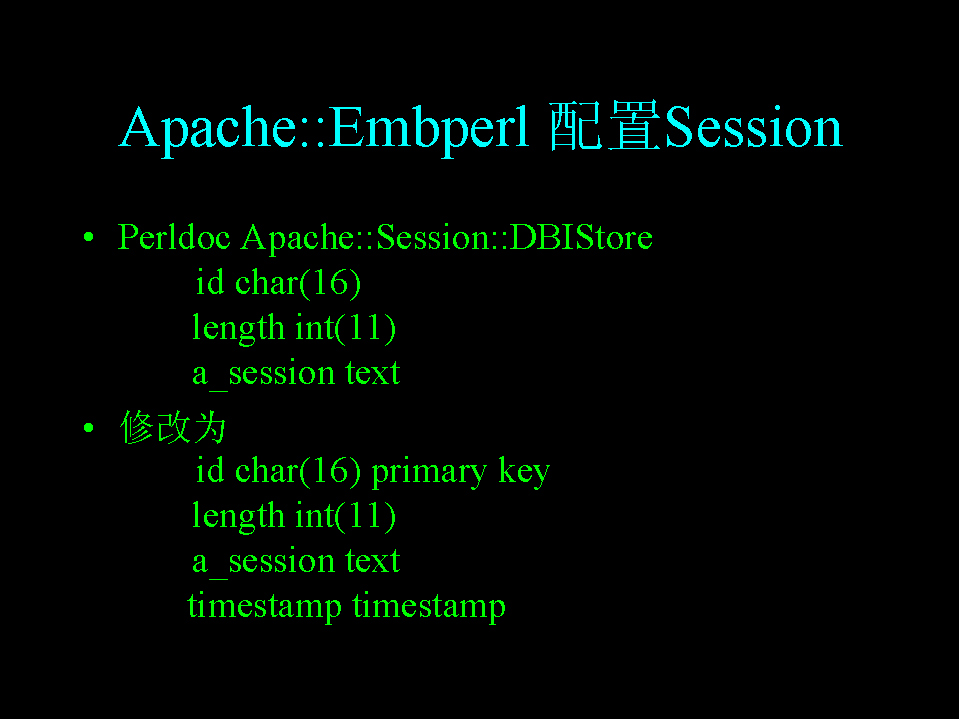 Apache::Embperl 配置Session
• Perldoc Apache::Session::DBIStore
id char(16)
length int(11)
a_session text
• 修改为
id char(16) primary key
length int(11)
a_session text
timestamp timestamp